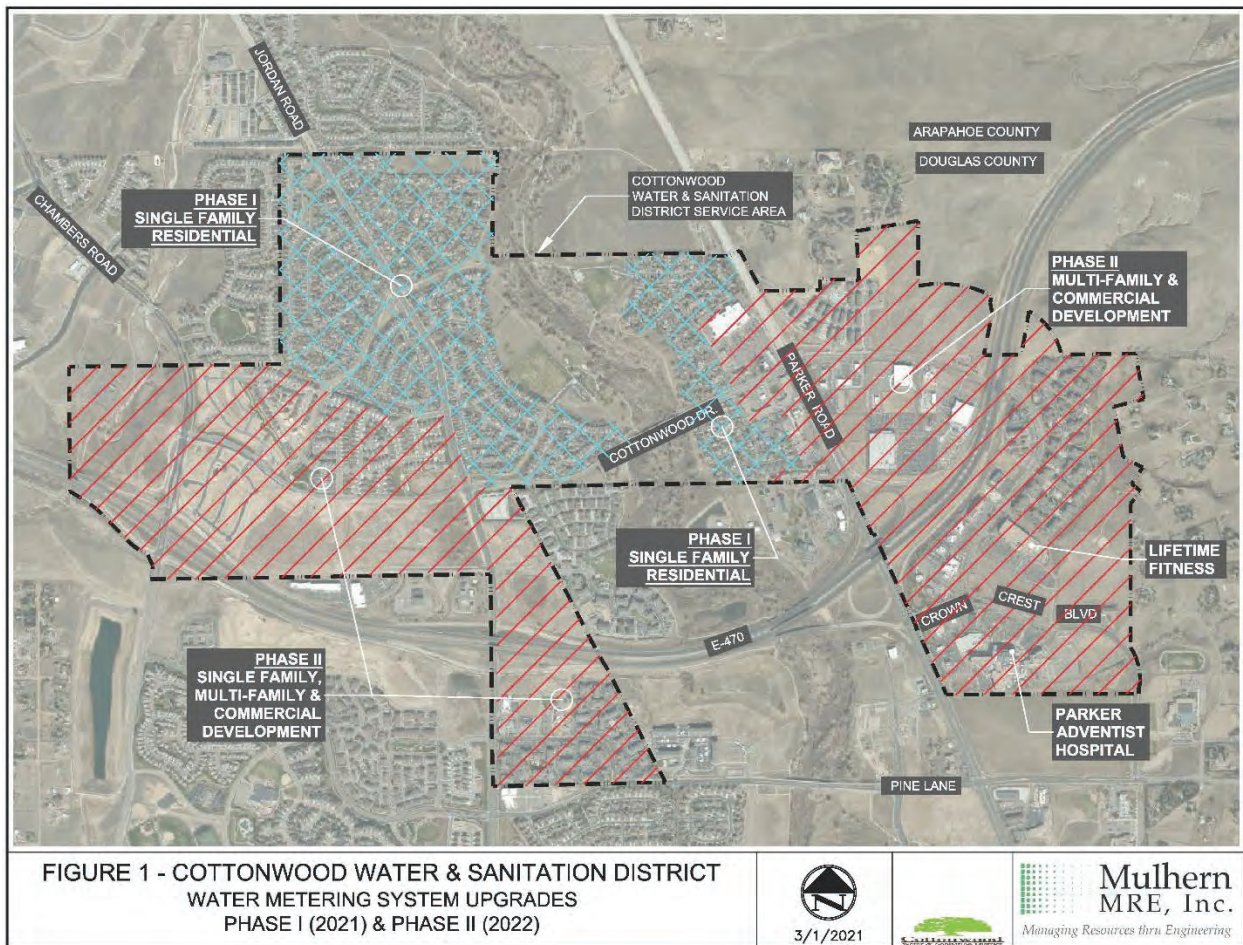 JORDAN ROAD
ARAPAHOE COUNTY
DOUGLAS COUNTY
COTTONWOOD
WATER & SANITATION
DISTRICT SERVICE AREA
PHASE I
SINGLE FAMILY
RESIDENTIAL
CHAMBERS ROAD
PHASE II
MULTI-FAMILY &
COMMERCIAL
DEVELOPMENT
PARKER ROAD
COTTONWOOD DR.
PHASE I
SINGLE FAMILY
RESIDENTIAL
LIFETIME
FITNESS
CROWN
CREST
BLVD
E-470
PHASE II
SINGLE FAMILY,
MULTI-FAMILY &
COMMERCIAL
DEVELOPMENT
PARKER
ADVENTIST
HOSPITAL
PINE LANE
FIGURE 1 - COTTONWOOD WATER & SANITATION DISTRICT
WATER METERING SYSTEM UPGRADES
PHASE I (2021) & PHASE II (2022)
N
3/1/2021
Cottonwood
Mulhern
MRE, Inc.
Managing Resources thru Engineering